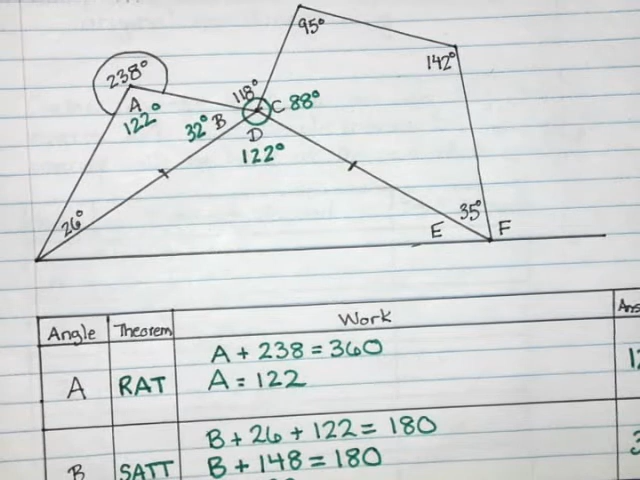 95°
142°
238°
A
122°
118°
C 88°
32° B
D
122°
26°
35°
E F
Angle Theorem Work Ans
A + 238 = 360
A RAT A = 122
B + 26 + 122 = 180
B SATT B + 148 = 180